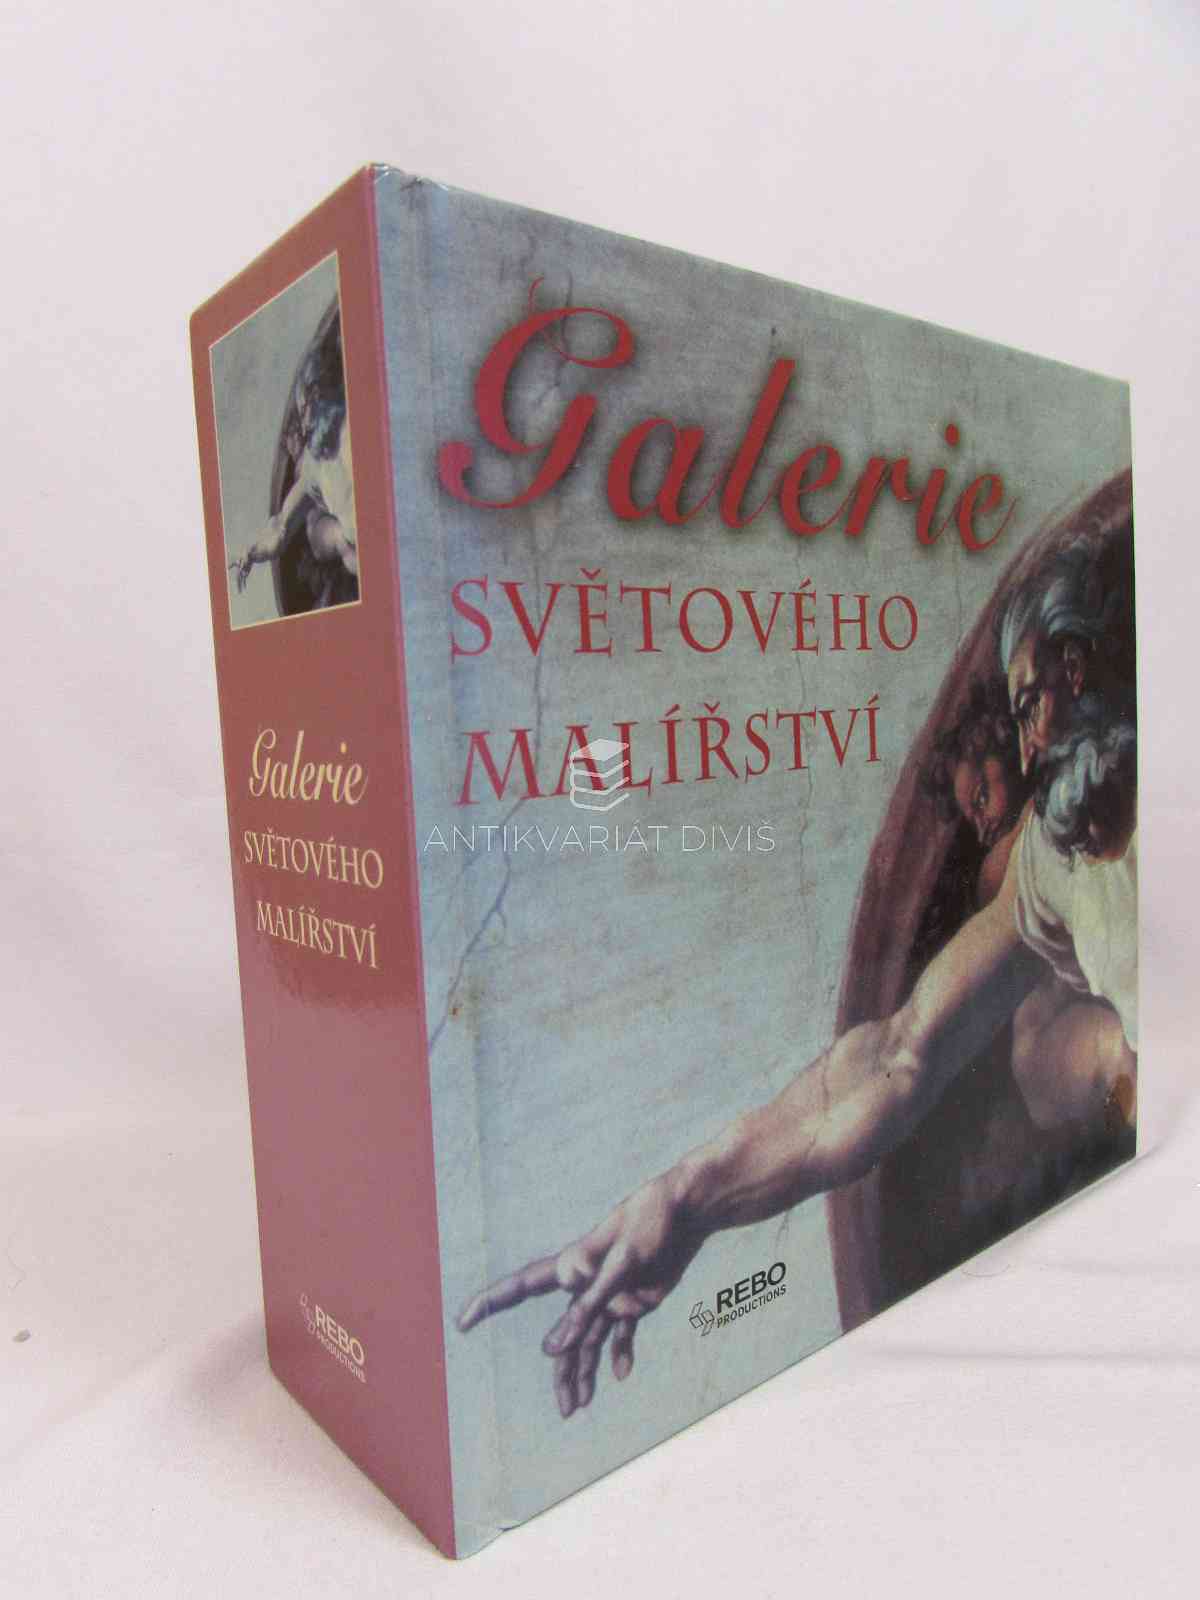 Galerie
SVĚTOVÉHO
MALÍŘSTVÍ
ANTIKVARIÁT DIVIŠ
REBO
PRODUCTIONS
Galerie
SVĚTOVÉHO
MALÍŘSTVÍ
REBO
PRODUCTIONS